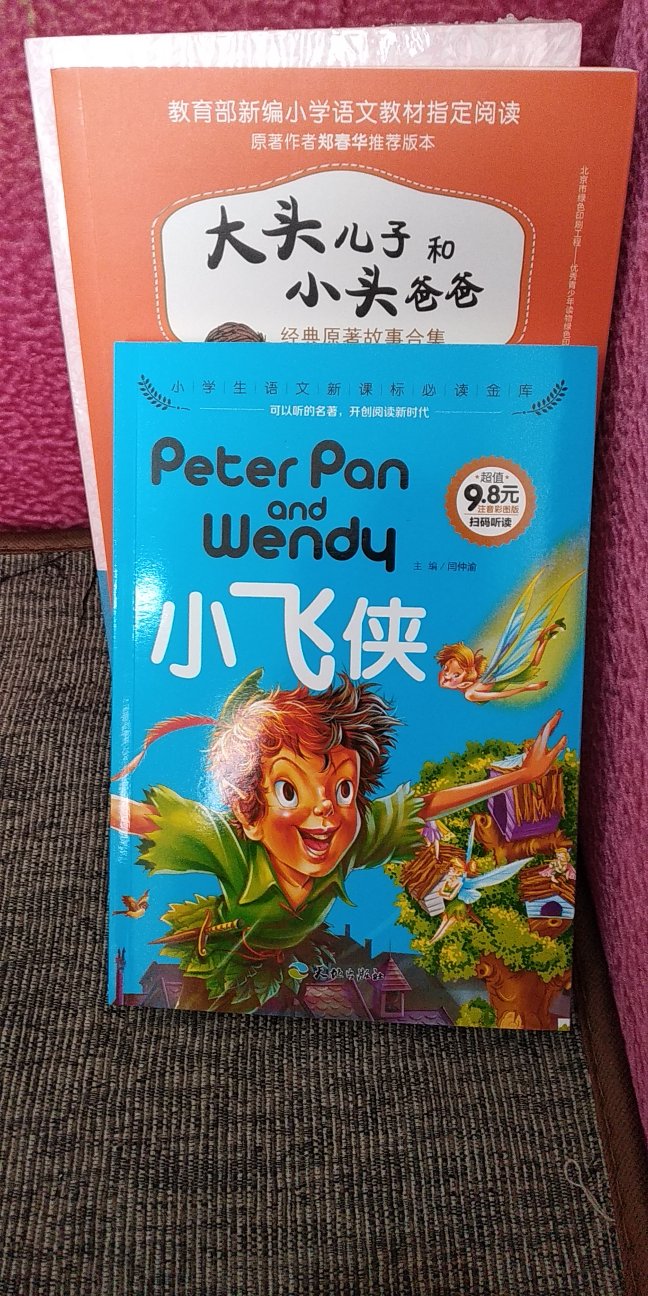 教育部新编小学语文教材指定阅读
原著作者郑春华推荐版本
大头儿子和
小头爸爸
经典原著故事合集
北京市绿色印刷工程——优秀青少年读物绿色印
小学生语文新课标必读金库
可以听的名著，开创阅读新时代
Peter Pan
and
Wendy
超值
9.8元
注音彩图版
扫码听读
主 编/闫仲渝
小飞侠
天地出版社